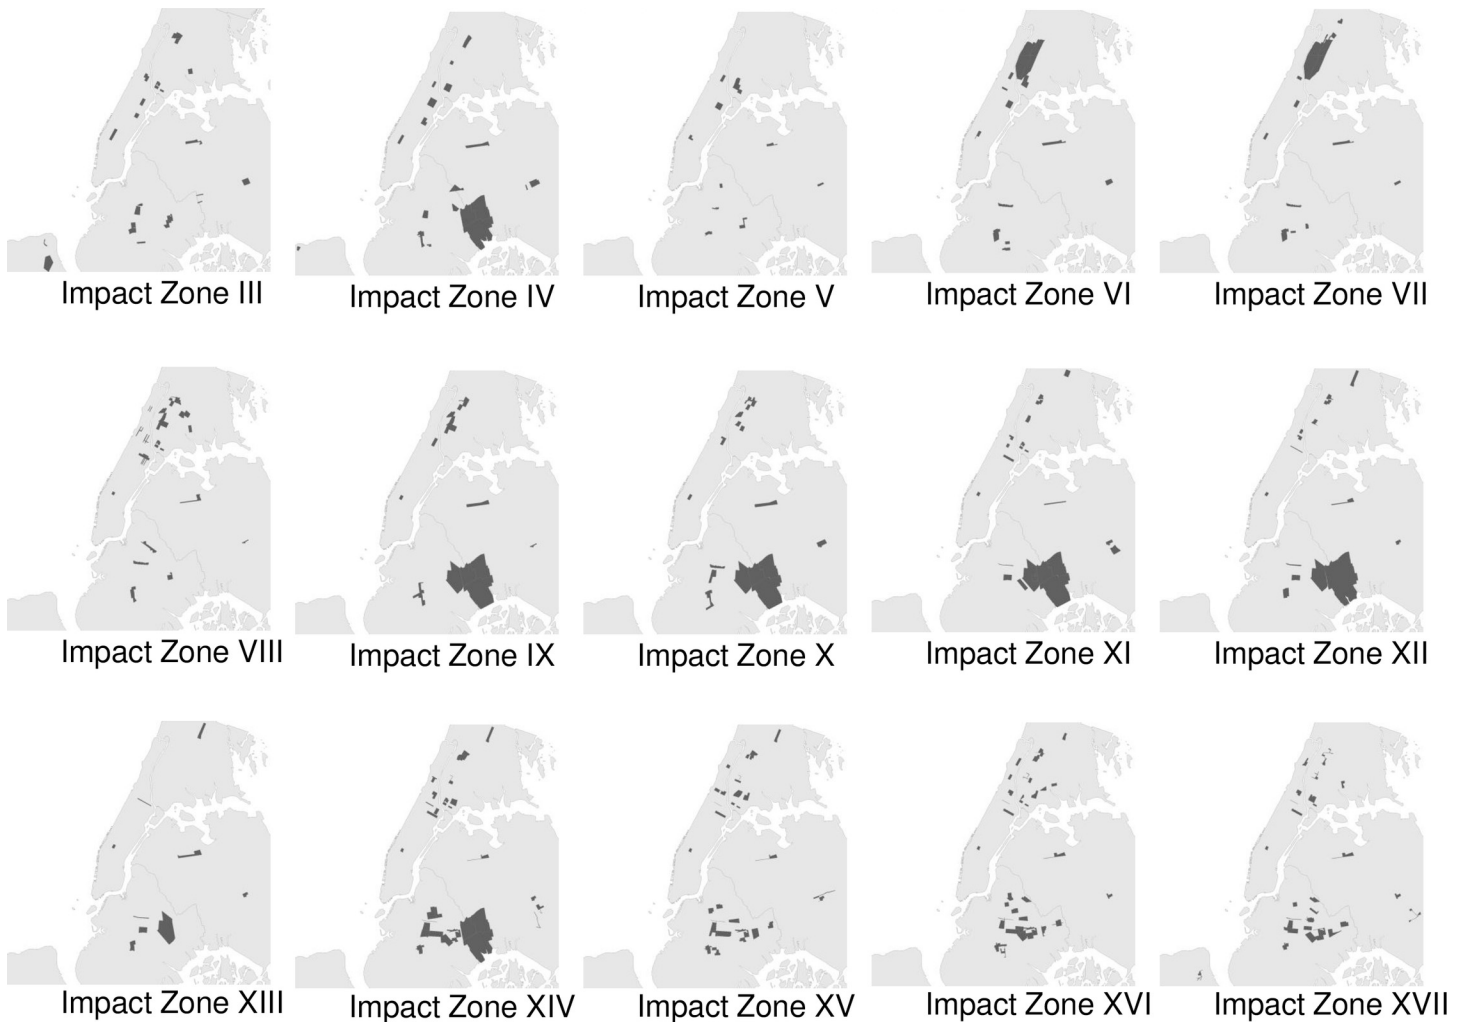 Impact Zone III
Impact Zone IV
Impact Zone V
Impact Zone VI
Impact Zone VII
Impact Zone VIII
Impact Zone IX
Impact Zone X
Impact Zone XI
Impact Zone XII
Impact Zone XIII
Impact Zone XIV
Impact Zone XV
Impact Zone XVI
Impact Zone XVII